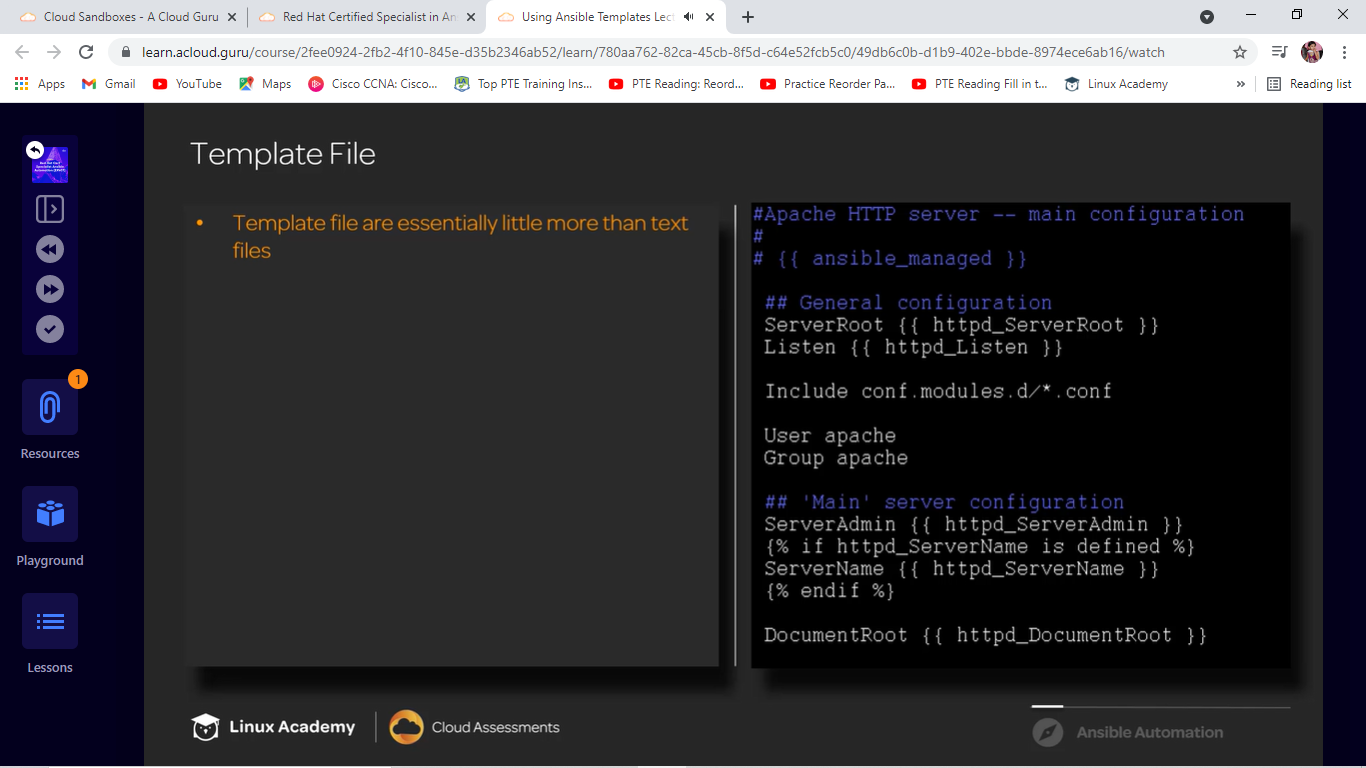 Cloud Sandboxes - A Cloud Guru
Red Hat Certified Specialist in An
Using Ansible Templates Lect
learn.acloud.guru/course/2fee0924-2fb2-4f10-845e-d35b2346ab52/learn/780aa762-82ca-45cb-8f5d-c64e52fcb5c0/49db6c0b-d1b9-402e-bbde-8974ece6ab16/watch
Apps
Gmail
YouTube
Maps
Cisco CCNA: Cisco...
Top PTE Training Ins...
PTE Reading: Reord...
Practice Reorder Pa...
PTE Reading Fill in t...
Linux Academy
»
Reading list
Template File
• Template file are essentially little more than text
files
#Apache HTTP server -- main configuration
#
# {{ ansible_managed }}
## General configuration
ServerRoot {{ httpd_ServerRoot }}
Listen {{ httpd_Listen }}
Include conf.modules.d/*.conf
User apache
Group apache
## 'Main' server configuration
ServerAdmin {{ httpd_ServerAdmin }}
{% if httpd_ServerName is defined %}
ServerName {{ httpd_ServerName }}
{% endif %}
DocumentRoot {{ httpd_DocumentRoot }}
1
Resources
Playground
Lessons
Linux Academy
Cloud Assessments
Ansible Automation